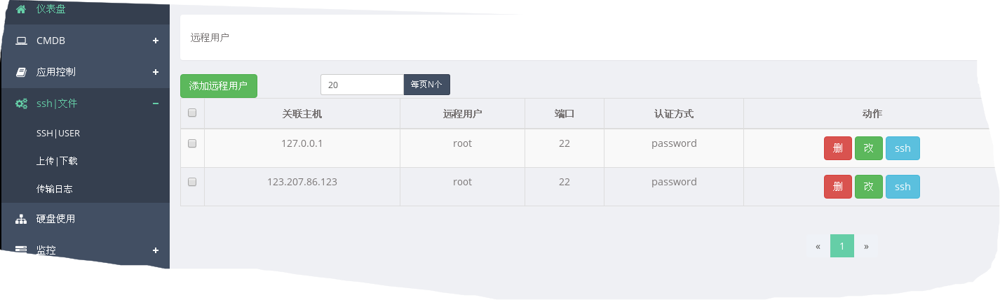 仪表盘
CMDB
应用控制
ssh|文件
SSH|USER
上传|下载
传输日志
硬盘使用
监控
远程用户
添加远程用户 20 每页N个
关联主机 远程用户 端口 认证方式 动作
127.0.0.1 root 22 password 删 改 ssh
123.207.86.123 root 22 password 删 改 ssh
« 1 »